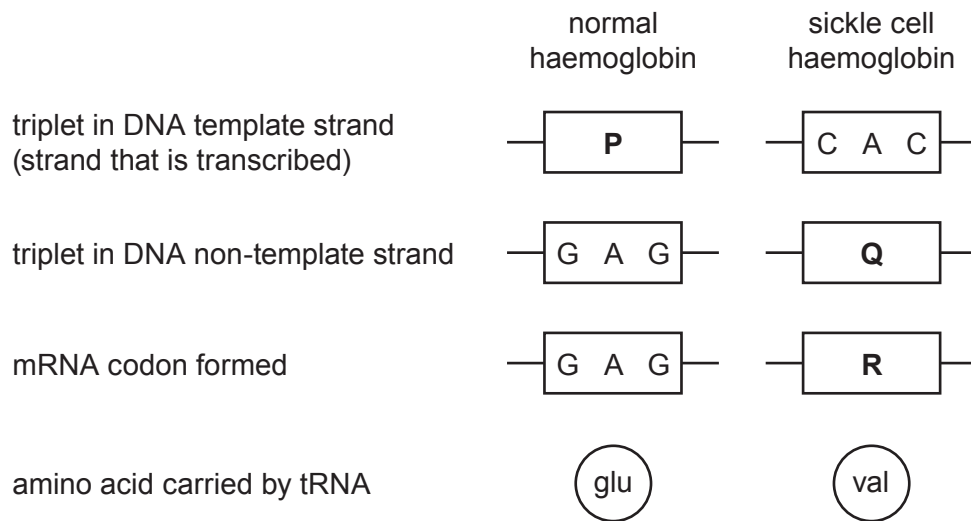 normal
haemoglobin
sickle cell
haemoglobin
triplet in DNA template strand
(strand that is transcribed)
P
C A C
triplet in DNA non-template strand
G A G
Q
mRNA codon formed
G A G
R
amino acid carried by tRNA
glu
val